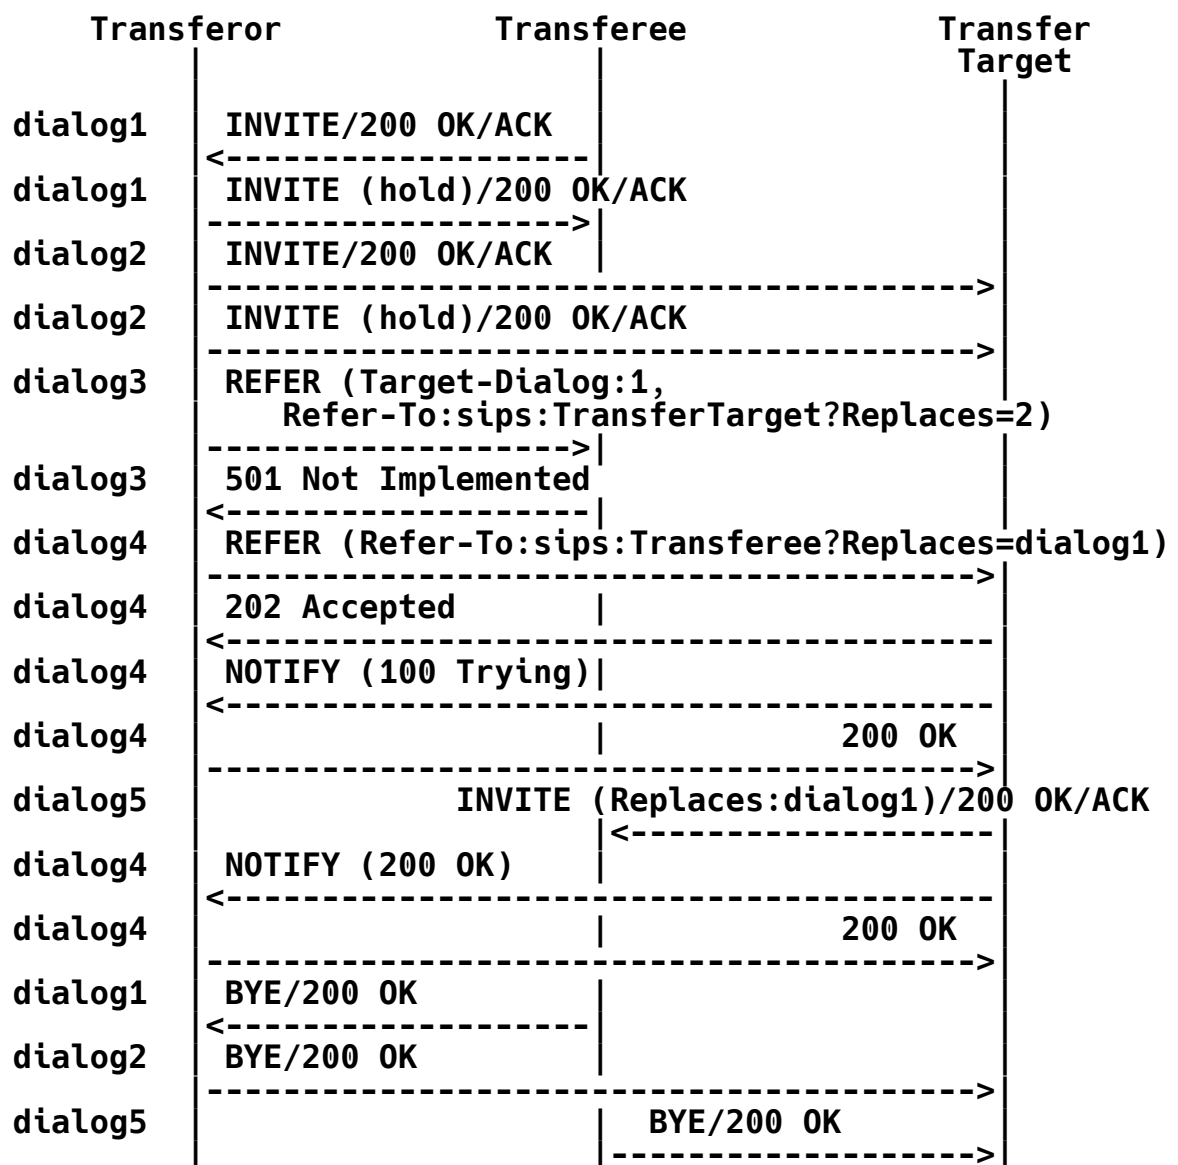 Transferor Transferee Transfer
Target
dialog1 INVITE/200 OK/ACK
dialog1 INVITE (hold)/200 OK/ACK
dialog2 INVITE/200 OK/ACK
dialog2 INVITE (hold)/200 OK/ACK
dialog3 REFER (Target-Dialog:1,
Refer-To:sips:TransferTarget?Replaces=2)
dialog3 501 Not Implemented
dialog4 REFER (Refer-To:sips:Transferee?Replaces=dialog1)
dialog4 202 Accepted
dialog4 NOTIFY (100 Trying)
dialog4 200 OK
dialog5 INVITE (Replaces:dialog1)/200 OK/ACK
dialog4 NOTIFY (200 OK)
dialog4 200 OK
dialog1 BYE/200 OK
dialog2 BYE/200 OK
dialog5 BYE/200 OK